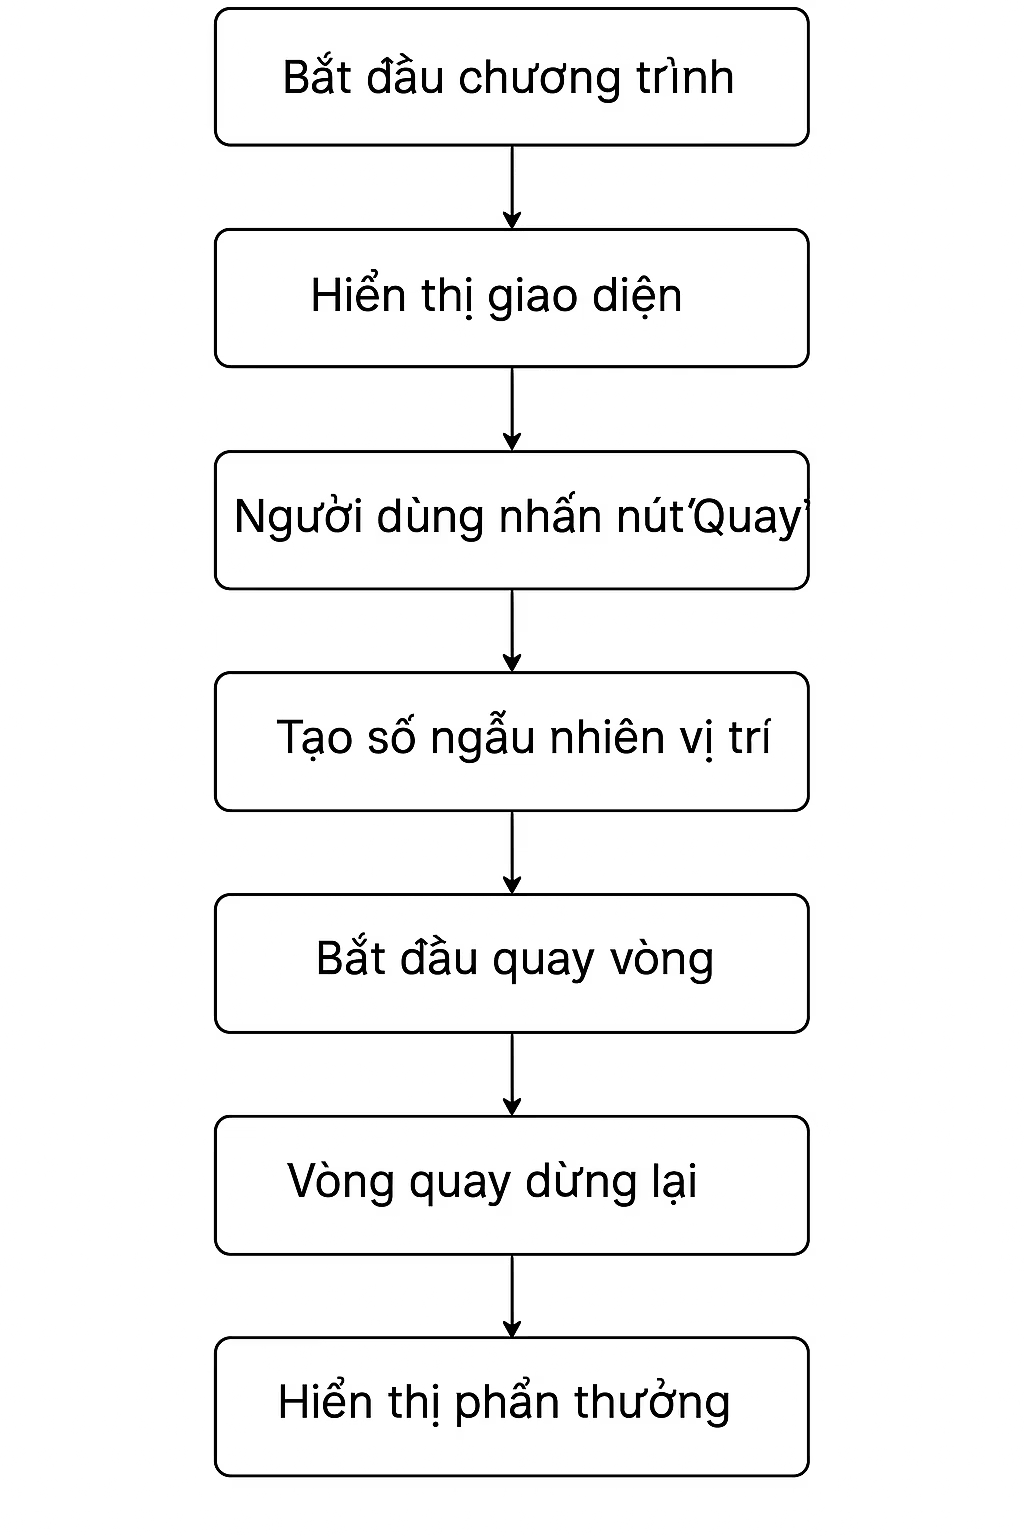 Bắt đầu chương trình
Hiển thị giao diện
Người dùng nhấn nút ‘Quay’
Tạo số ngẫu nhiên vị trí
Bắt đầu quay vòng
Vòng quay dừng lại
Hiển thị phẩn thưởng